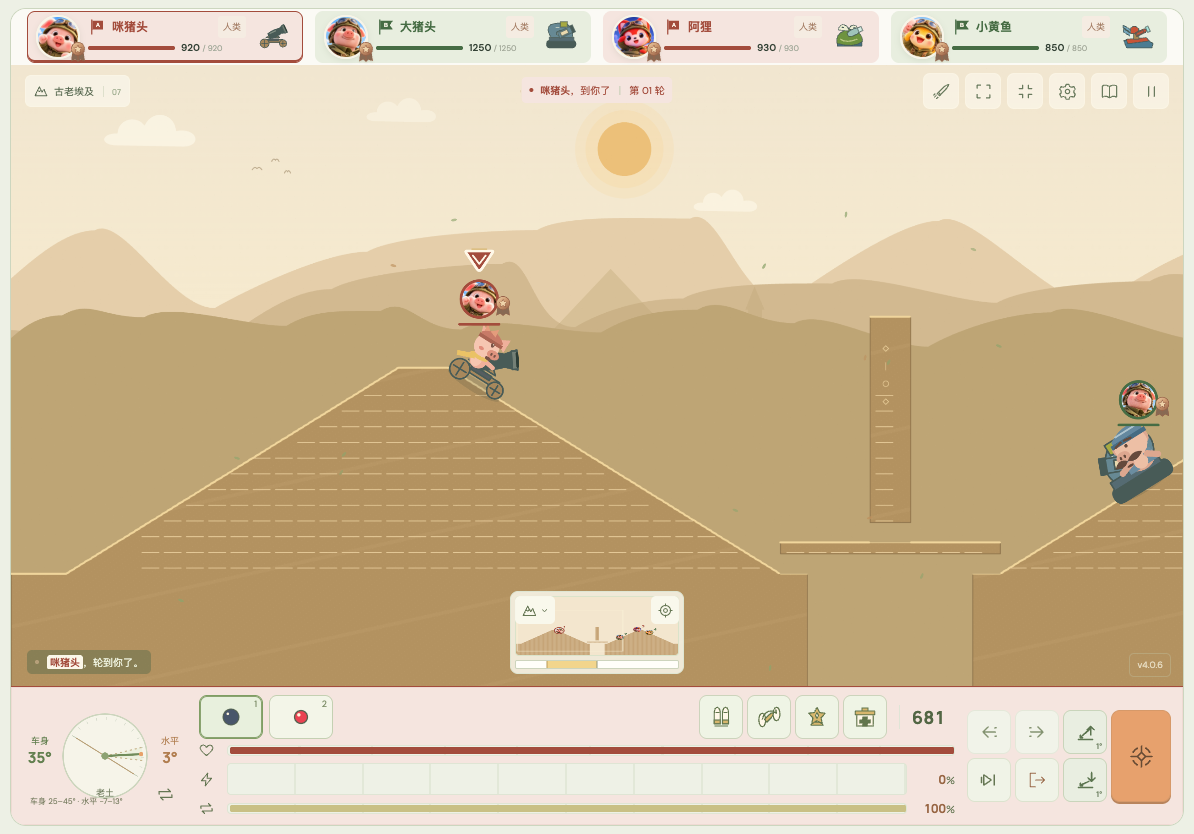 A 咪猪头 人类
920 / 920
大猪头 人类
1250 / 1250
A 阿狸 人类
930 / 930
小黄鱼 人类
850 / 850
古老埃及 07
咪猪头，到你了 第 01 轮
咪猪头，轮到你了。
v4.0.6
车身
35°
水平
3°
老土
车身 25–45° · 水平 -7–13°
1
2
681
0%
100%
1°
1°